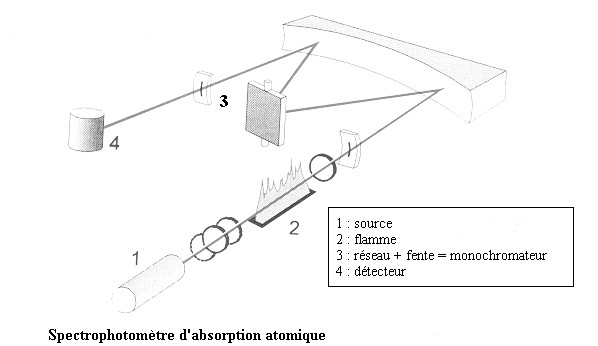 3
4
1
2
1 : source
2 : flamme
3 : réseau + fente = monochromateur
4 : détecteur
Spectrophotomètre d'absorption atomique